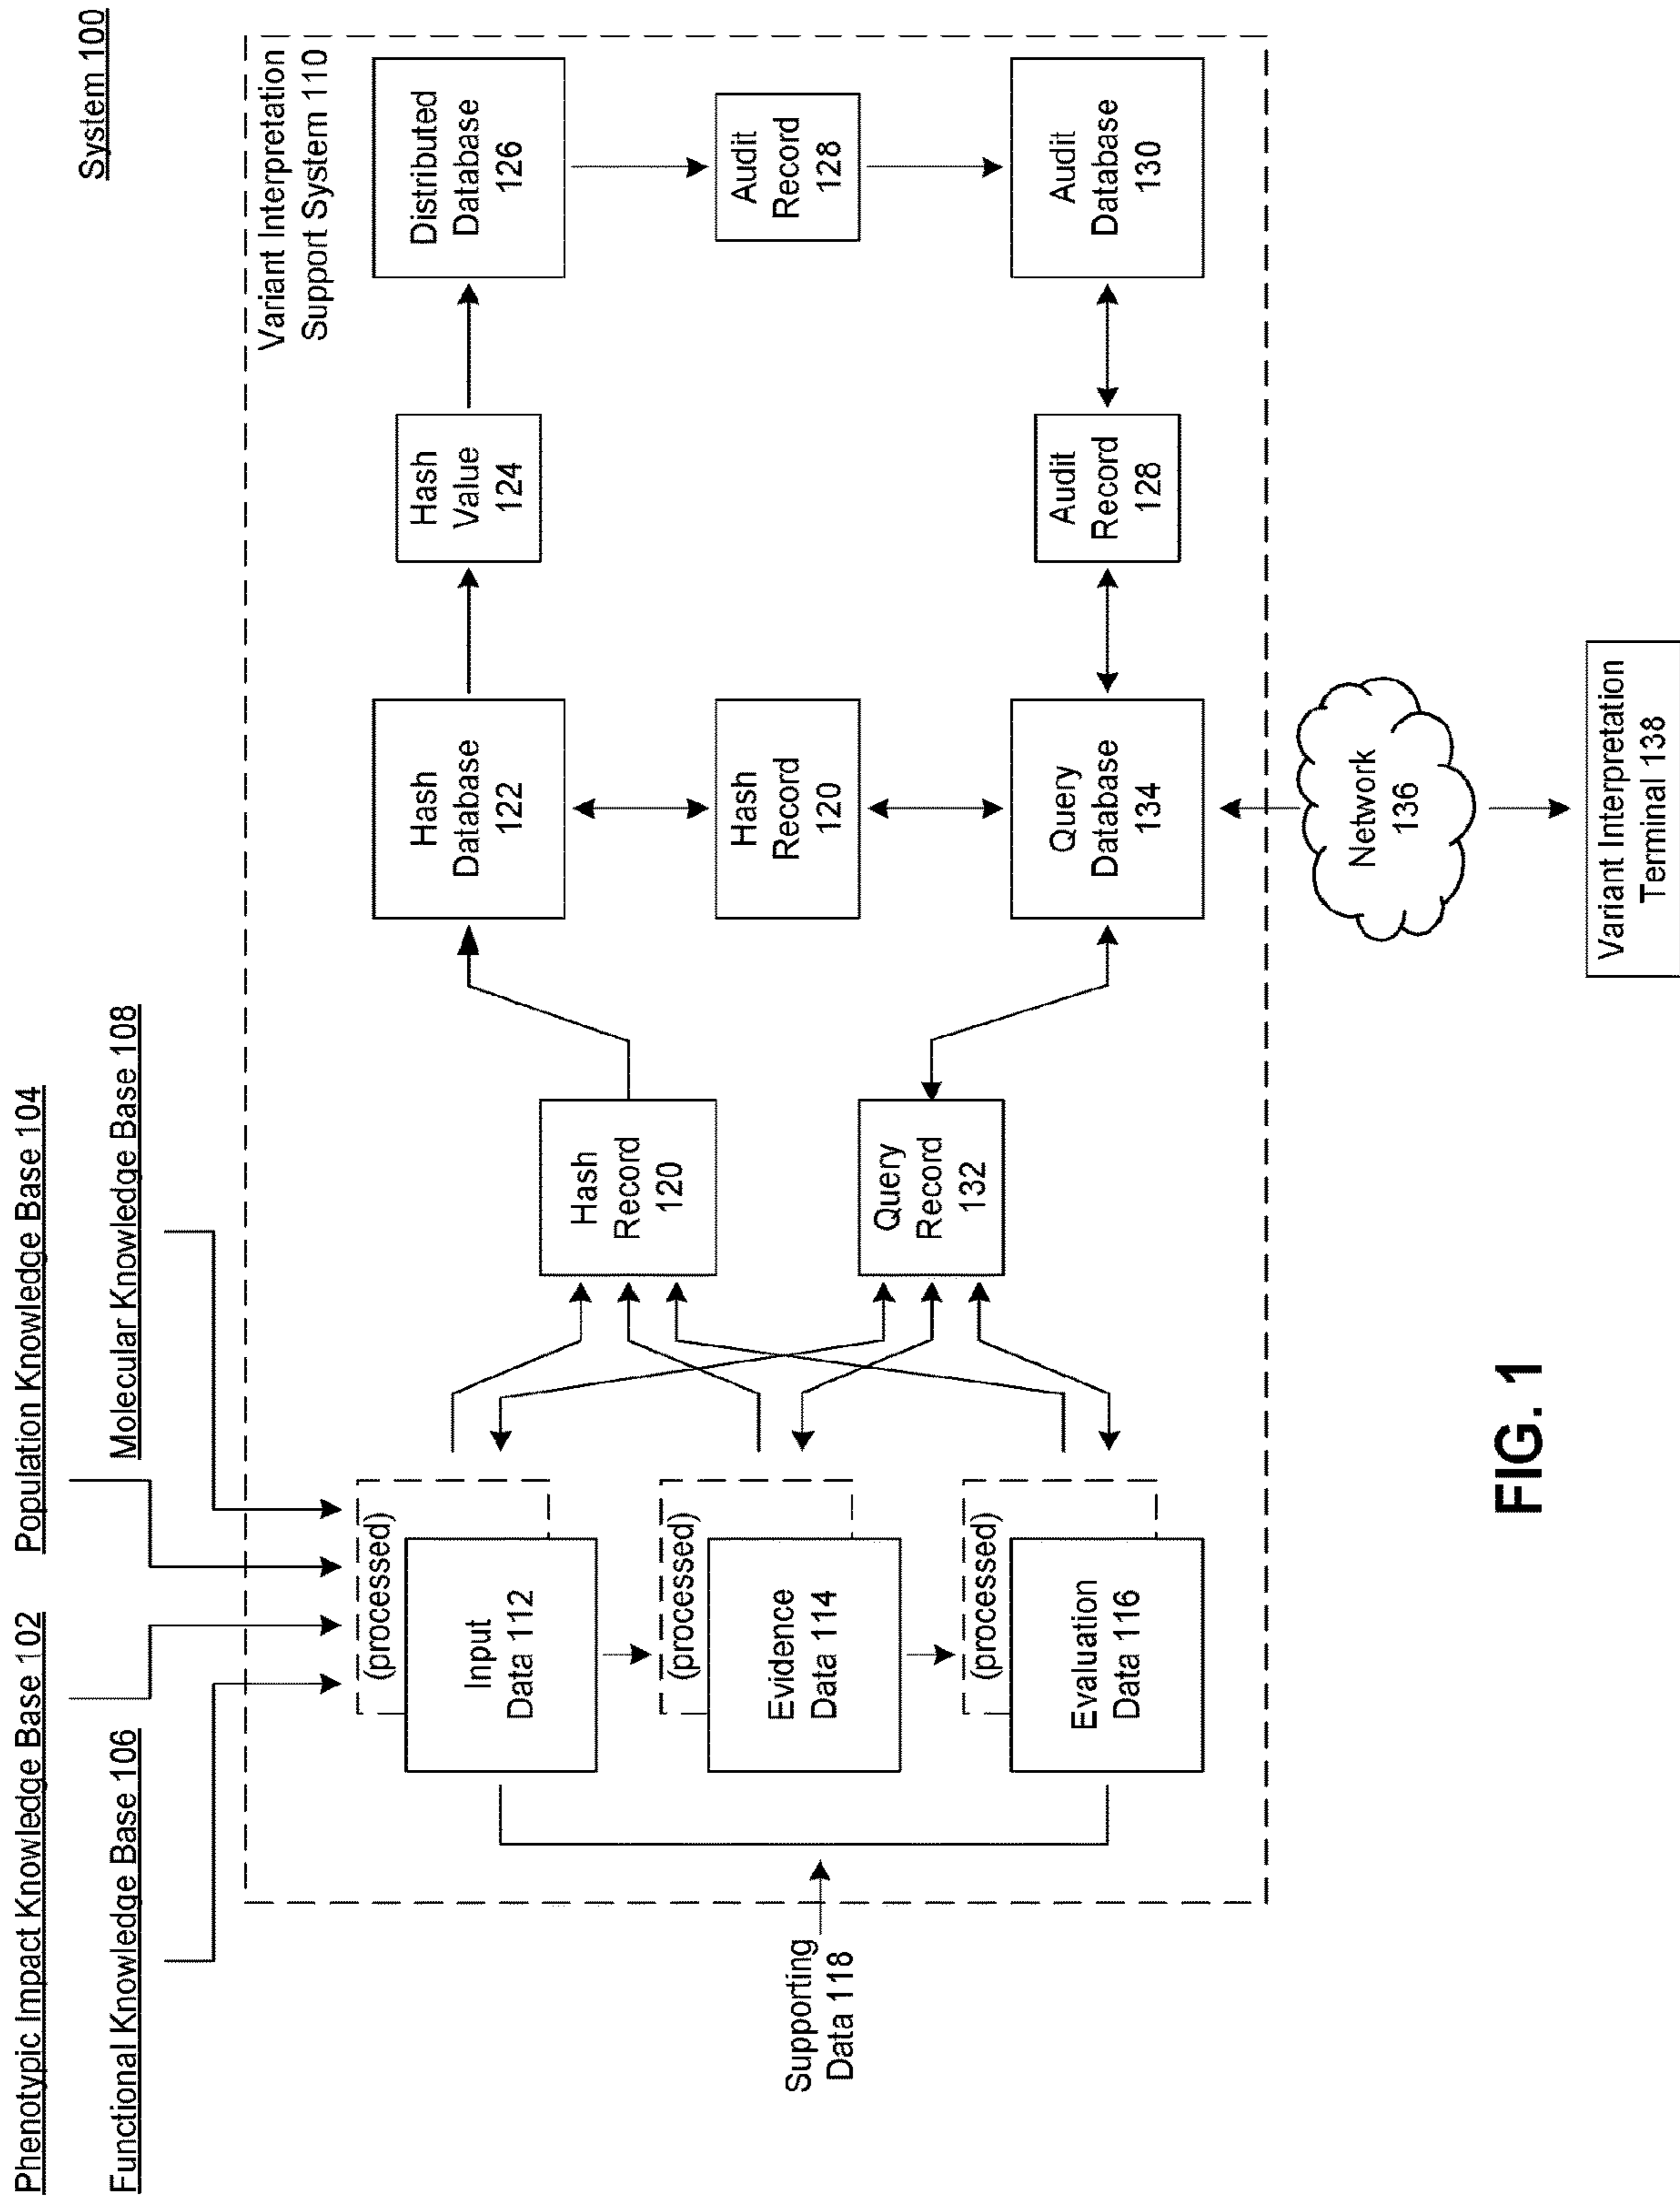 System 100
Phenotypic Impact Knowledge Base 102
Population Knowledge Base 104
Functional Knowledge Base 106
Molecular Knowledge Base 108
Variant Interpretation
Support System 110
(processed)
Input
Data 112
(processed)
Evidence
Data 114
(processed)
Evaluation
Data 116
Supporting
Data 118
Hash
Record
120
Query
Record
132
Hash
Database
122
Hash
Record
120
Query
Database
134
Hash
Value
124
Audit
Record
128
Distributed
Database
126
Audit
Record
128
Audit
Database
130
Network
136
Variant Interpretation
Terminal 138
FIG. 1